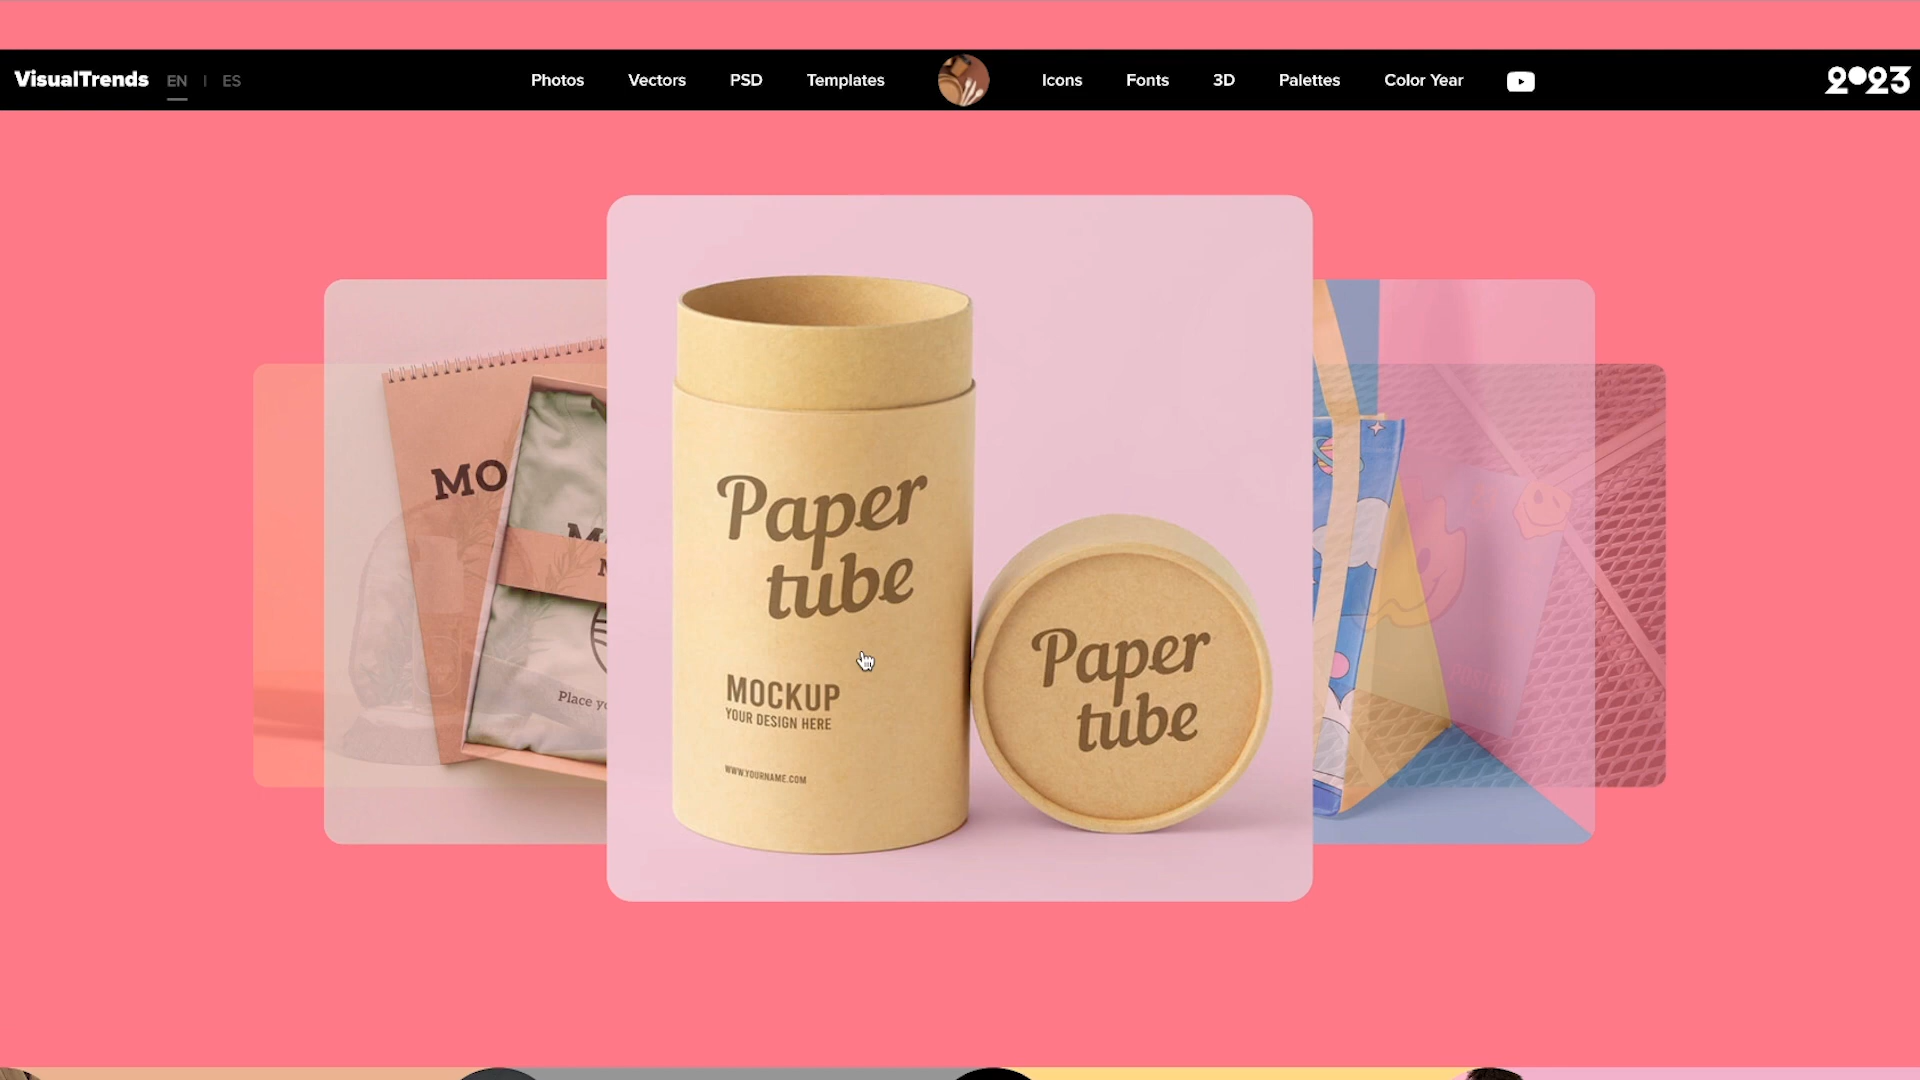 VisualTrends EN | ES Photos Vectors PSD Templates Icons Fonts 3D Palettes Color Year 2023
MO
Place
Paper
tube
MOCKUP
YOUR DESIGN HERE
WWW.YOURNAME.COM
Paper
tube